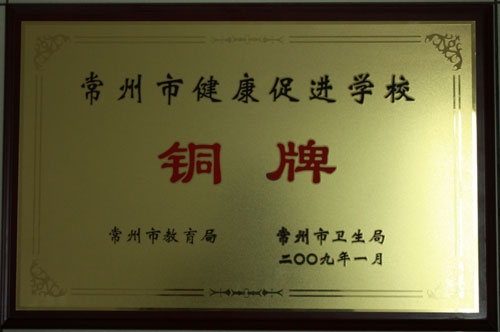 常州市健康促进学校
铜牌
常州市教育局 常州市卫生局
二〇〇九年一月